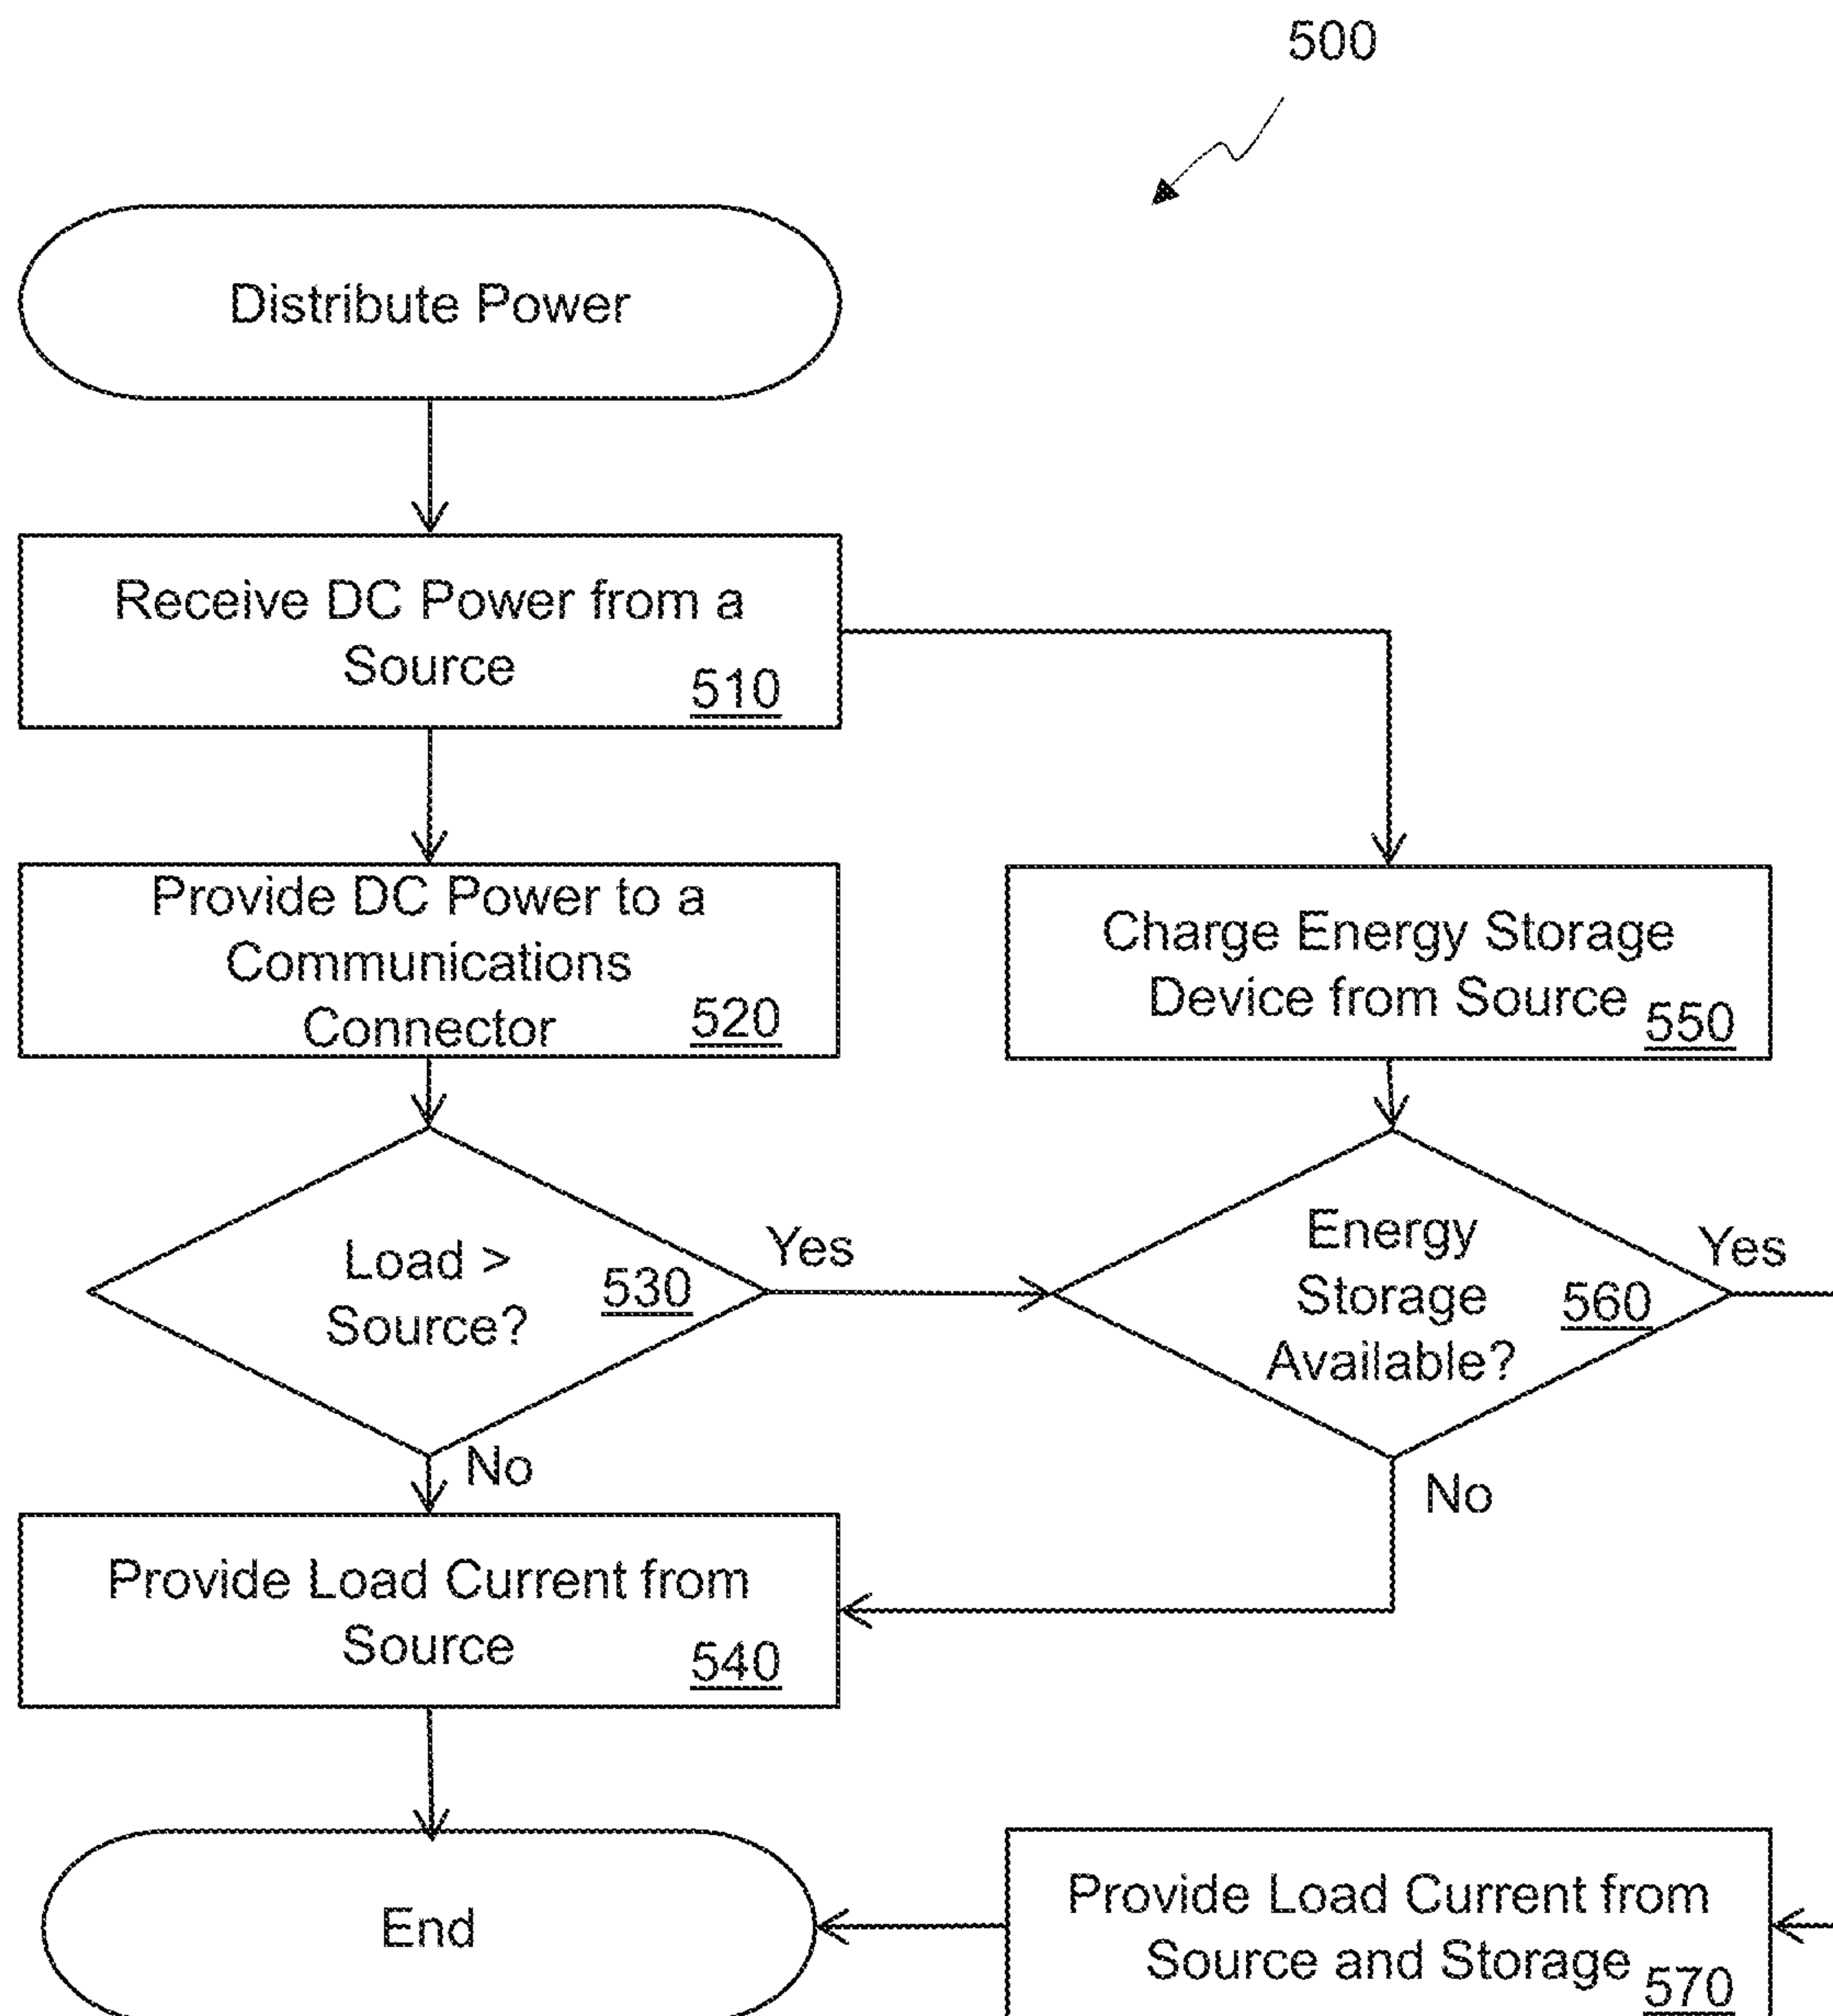 500
Distribute Power
Receive DC Power from a
Source
510
Provide DC Power to a
Communications
Connector
520
Charge Energy Storage
Device from Source
550
Load >
Source?
530
Yes
No
Energy
Storage
Available?
560
Yes
No
Provide Load Current from
Source
540
End
Provide Load Current from
Source and Storage
570